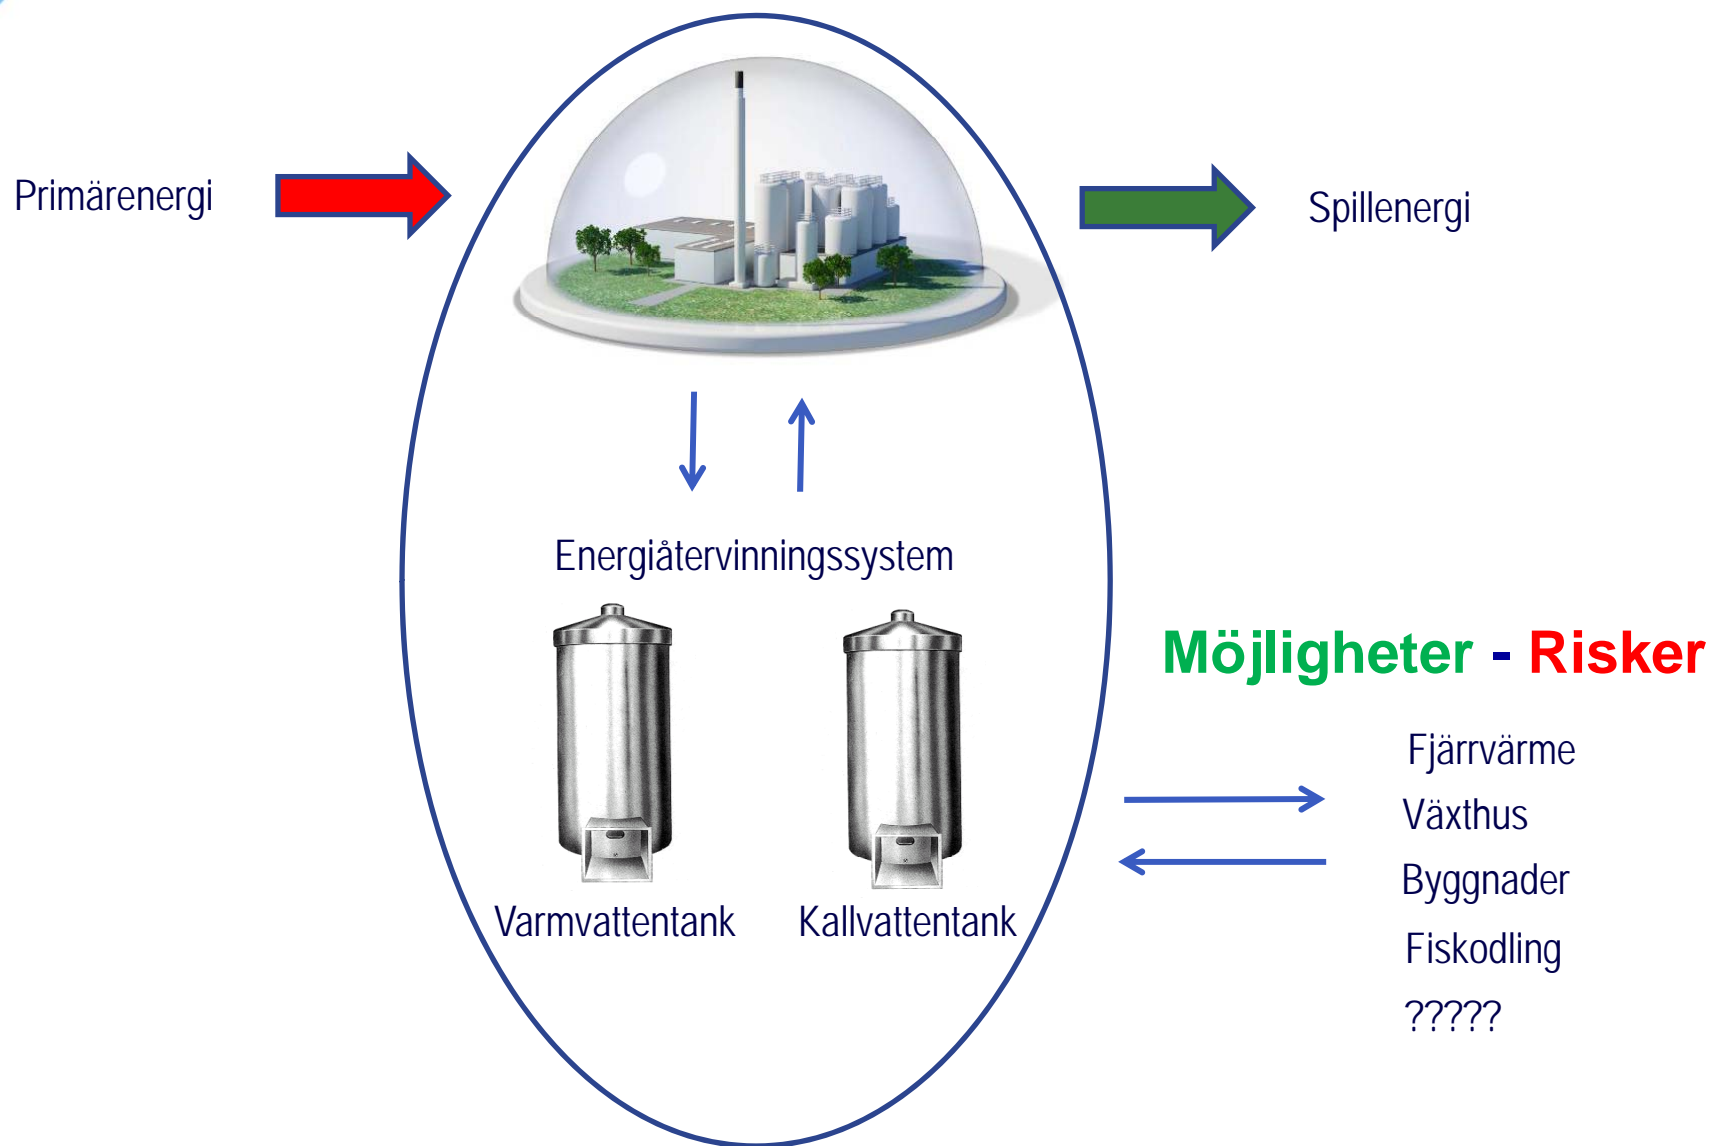 Primärenergi
Spillenergi
Energiåtervinningssystem
Varmvattentank
Kallvattentank
Möjligheter - Risker
Fjärrvärme
Växthus
Byggnader
Fiskodling
?????